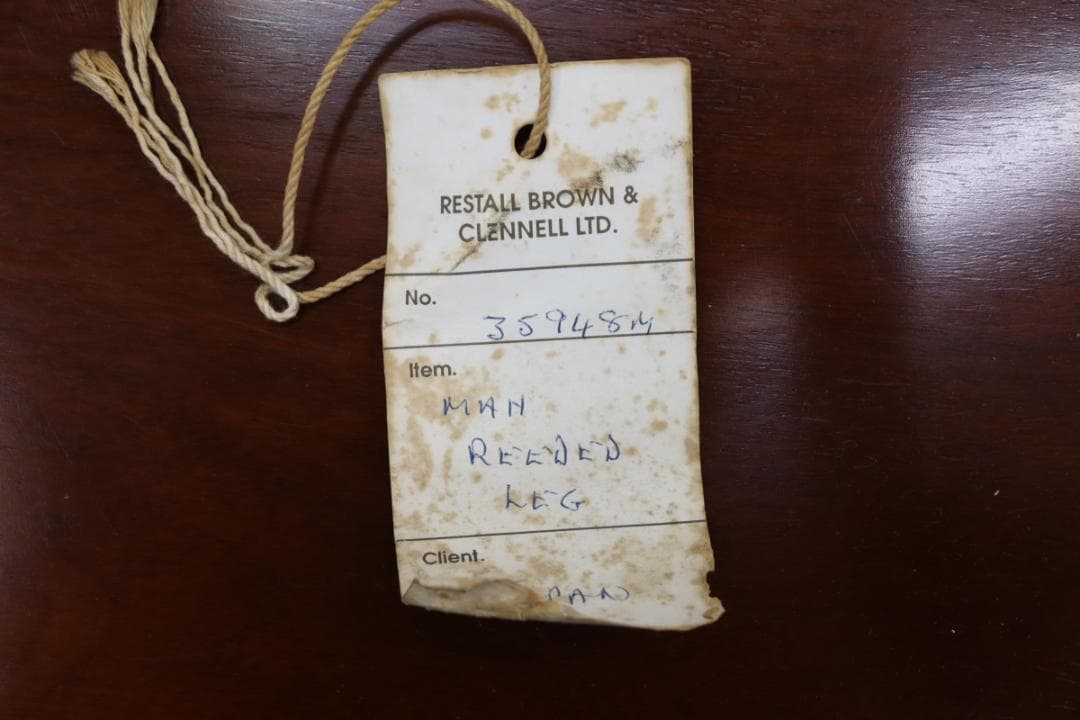 RESTALL BROWN &
CLENNELL LTD.
No.
35948M
Item.
MAH
REEDED
LEG
Client.